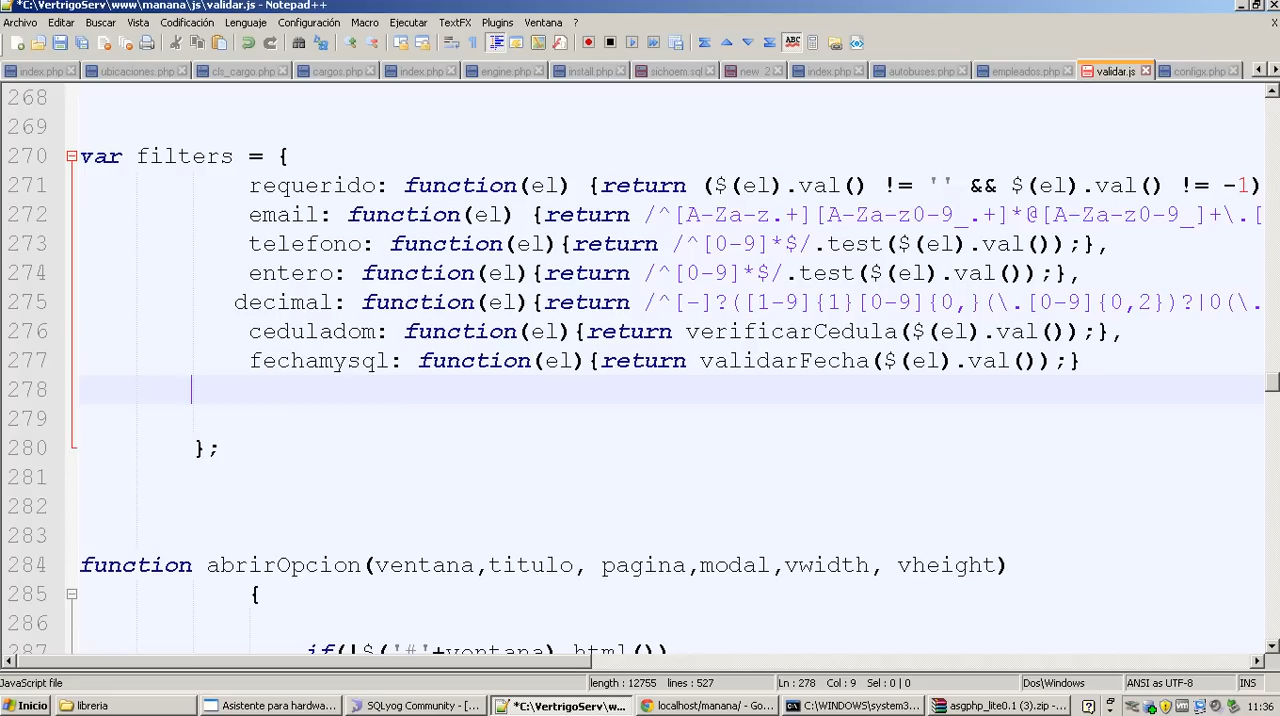 *C:\VertrigoServ\www\manana\js\validar.js - Notepad++
Archivo Editar Buscar Vista Codificación Lenguaje Configuración Macro Ejecutar TextFX Plugins Ventana ?
index.php ubicaciones.php cls_cargo.php cargos.php index.php engine.php install.php sichoem.sql new 2 index.php autobuses.php empleados.php validar.js configx.php
268
269
270 var filters = {
271 requerido: function(el) {return ($(el).val() != '' && $(el).val() != -1)
272 email: function(el) {return /^[A-Za-z.+][A-Za-z0-9_.+]*@[A-Za-z0-9_]+\.[
273 telefono: function(el){return /^[0-9]*$/.test($(el).val());},
274 entero: function(el){return /^[0-9]*$/.test($(el).val());},
275 decimal: function(el){return /^[-]?([1-9]{1}[0-9]{0,}(\.[0-9]{0,2})?|0(\.
276 ceduladom: function(el){return verificarCedula($(el).val());},
277 fechamysql: function(el){return validarFecha($(el).val());}
278
279
280 };
281
282
283
284 function abrirOpcion(ventana,titulo, pagina,modal,vwidth, vheight)
285 {
286
287 if(!$('#'+ventana).html())
JavaScript file length : 12755 lines : 527 Ln : 278 Col : 9 Sel : 0 | 0 Dos\Windows ANSI as UTF-8 INS
Inicio libreria Asistente para hardwa... SQLyog Community - [... *C:\VertrigoServ\ww... localhost/manana/ - Go... C:\WINDOWS\system3... asgphp_lite0.1 (3).zip - ... 11:36